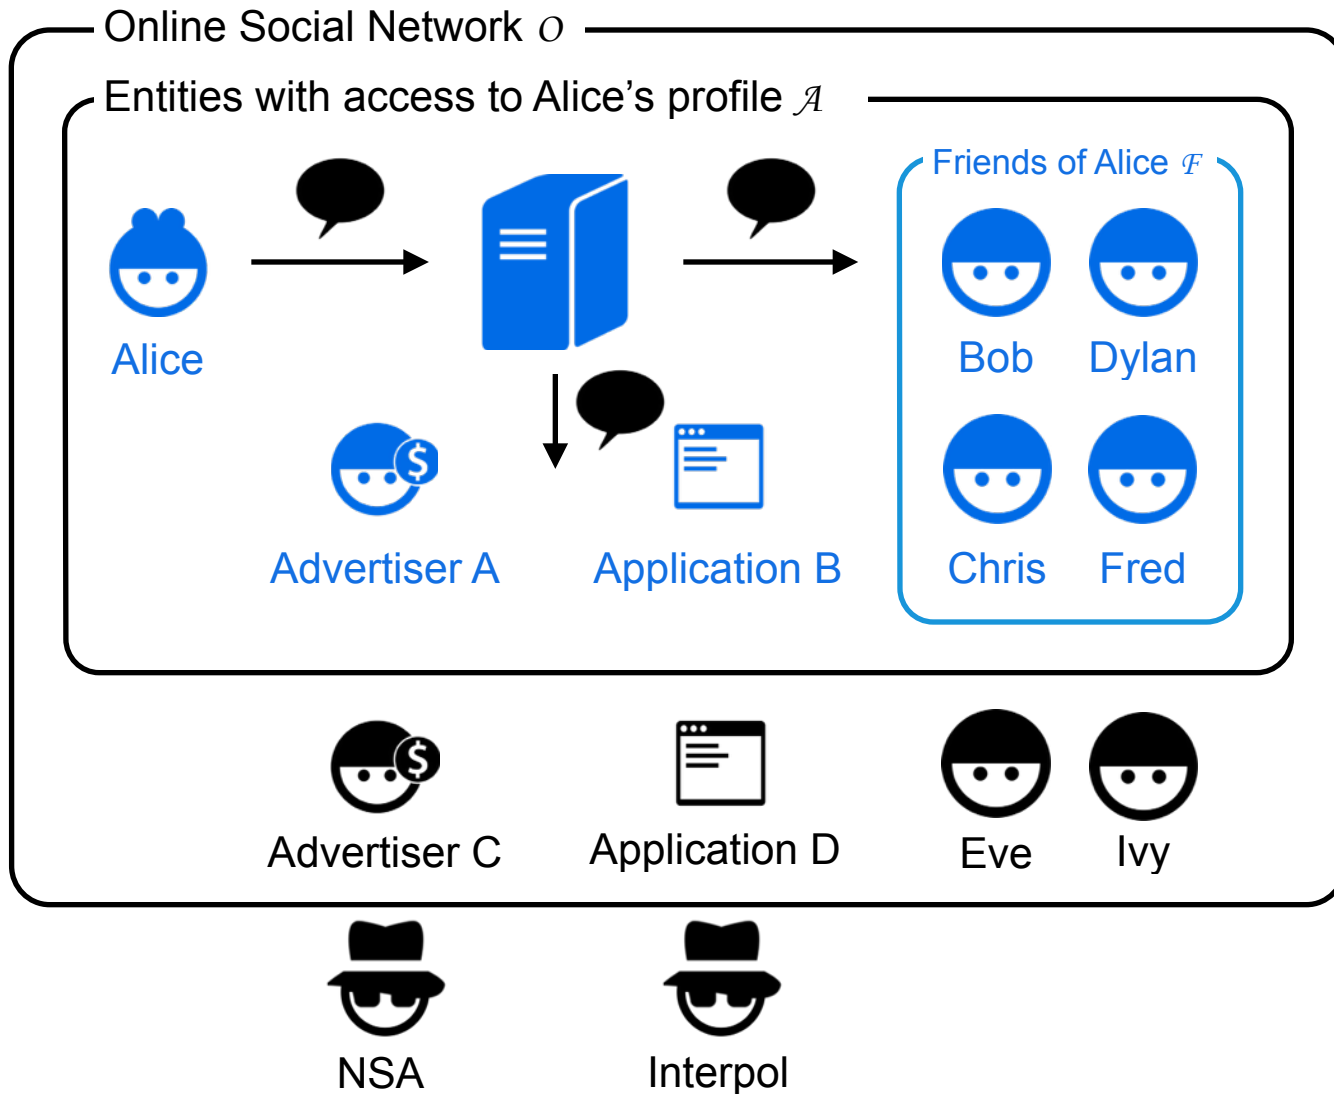 Online Social Network 𝒪
Entities with access to Alice’s profile 𝒜
Friends of Alice ℱ
Alice
Bob
Dylan
$
Advertiser A
Application B
Chris
Fred
$
Advertiser C
Application D
Eve
Ivy
NSA
Interpol